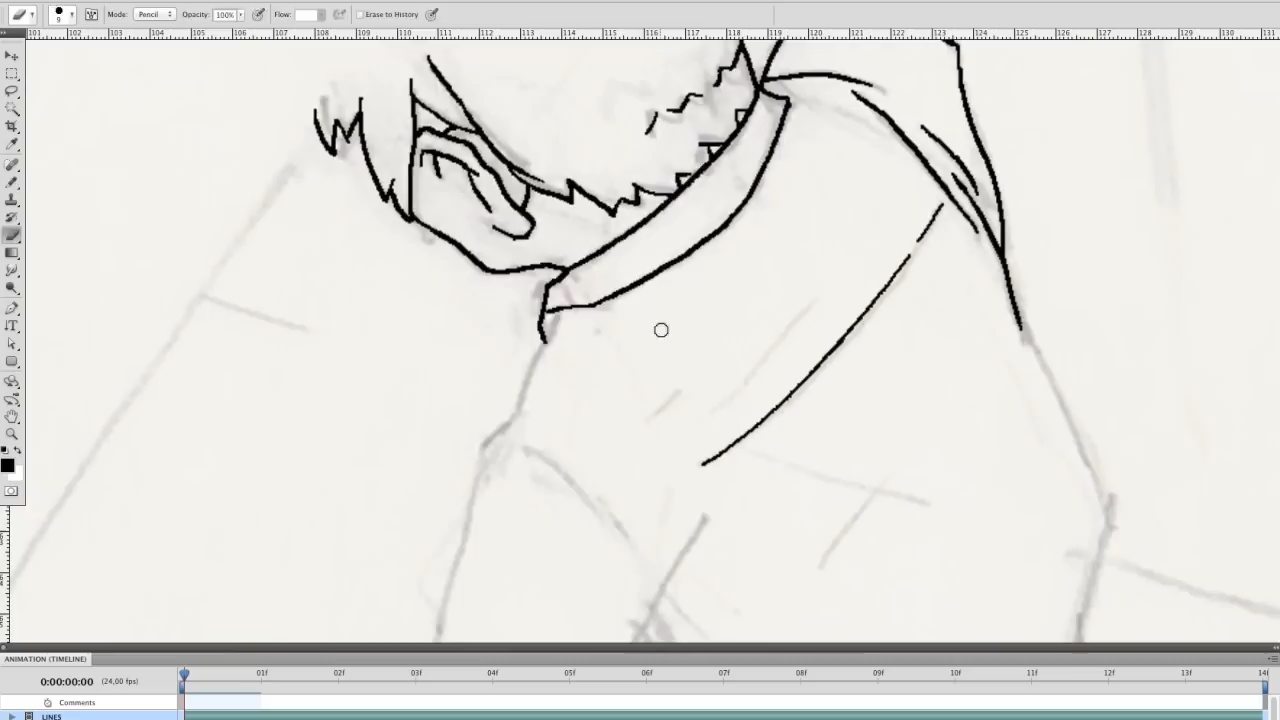 9 Mode: Pencil Opacity: 100% Flow: Erase to History
101 102 103 104 105 106 107 108 109 110 111 112 113 114 115 116 117 118 119 120 121 122 123 124 125 126 127 128 129 130 131
ANIMATION (TIMELINE)
0:00:00:00 (24,00 fps) 01f 02f 03f 04f 05f 06f 07f 08f 09f 10f 11f 12f 13f 14f
Comments
LINES